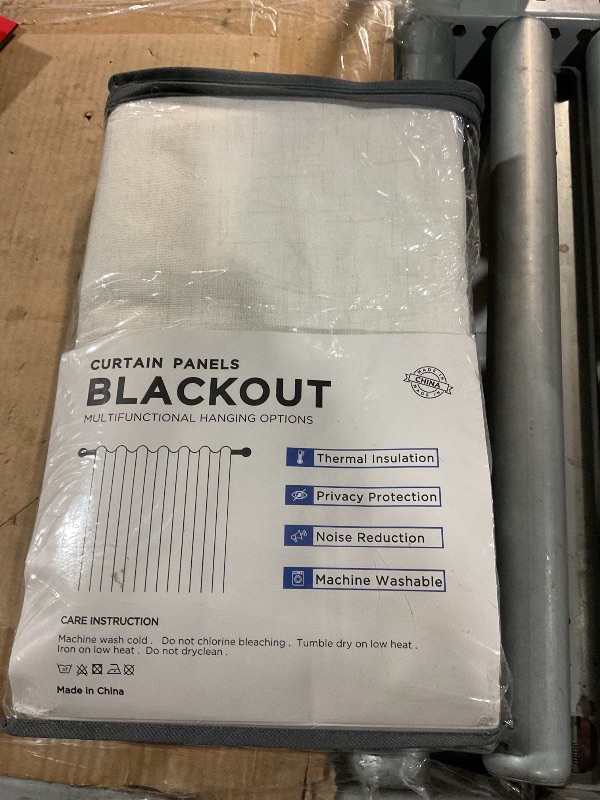 CURTAIN PANELS
BLACKOUT
MULTIFUNCTIONAL HANGING OPTIONS
MADE IN
CHINA
MADE IN
Thermal Insulation
Privacy Protection
Noise Reduction
Machine Washable
CARE INSTRUCTION
Machine wash cold . Do not chlorine bleaching . Tumble dry on low heat .
Iron on low heat . Do not dryclean .
Made in China